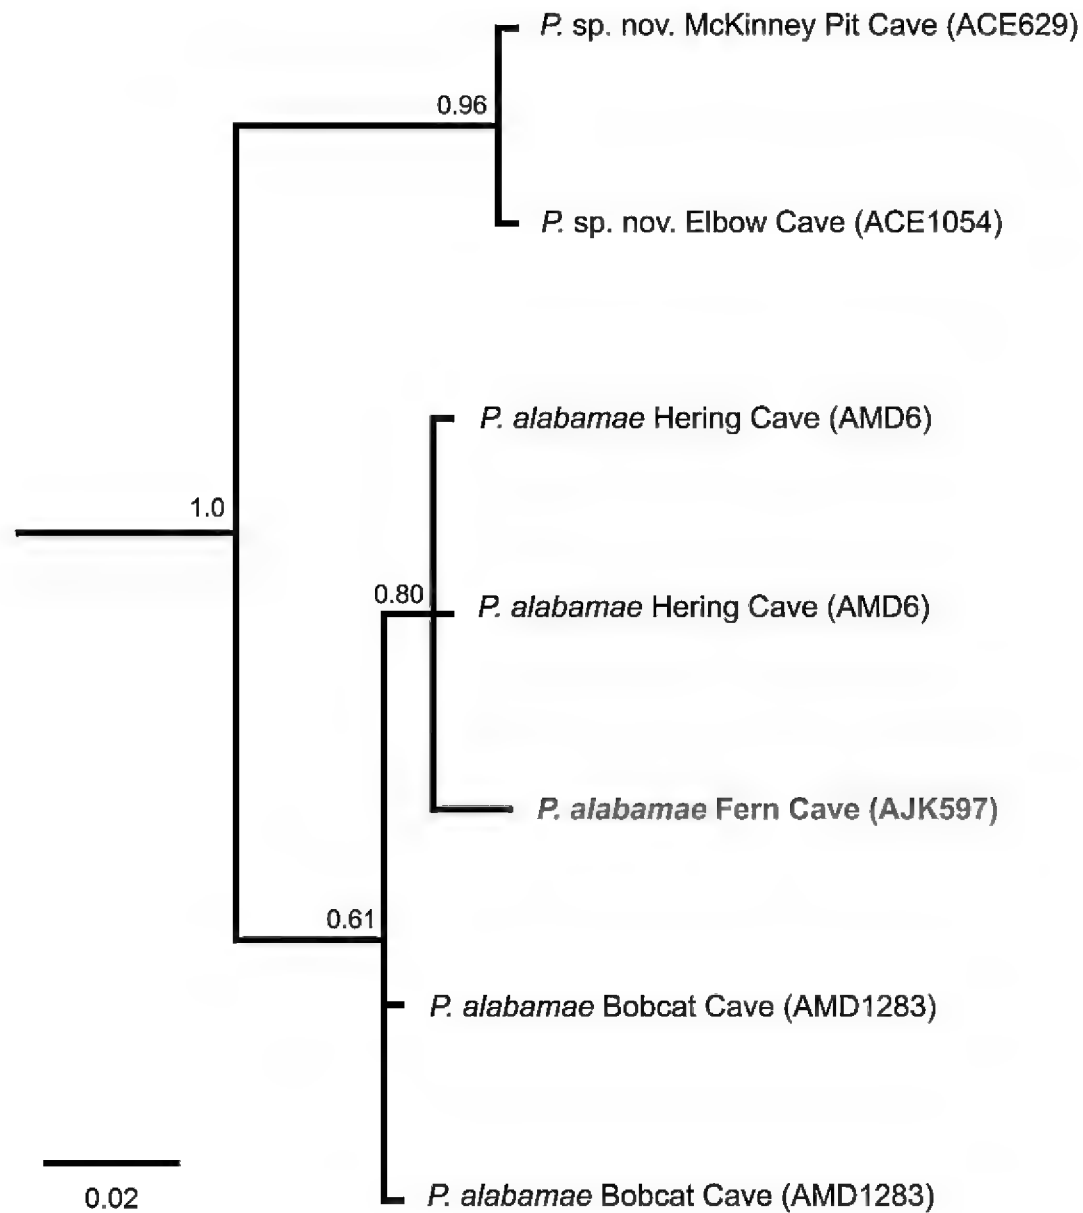 P. sp. nov. McKinney Pit Cave (ACE629)
0.96
P. sp. nov. Elbow Cave (ACE1054)
P. alabamae Hering Cave (AMD6)
1.0
0.80
P. alabamae Hering Cave (AMD6)
P. alabamae Fern Cave (AJK597)
0.61
P. alabamae Bobcat Cave (AMD1283)
P. alabamae Bobcat Cave (AMD1283)
0.02